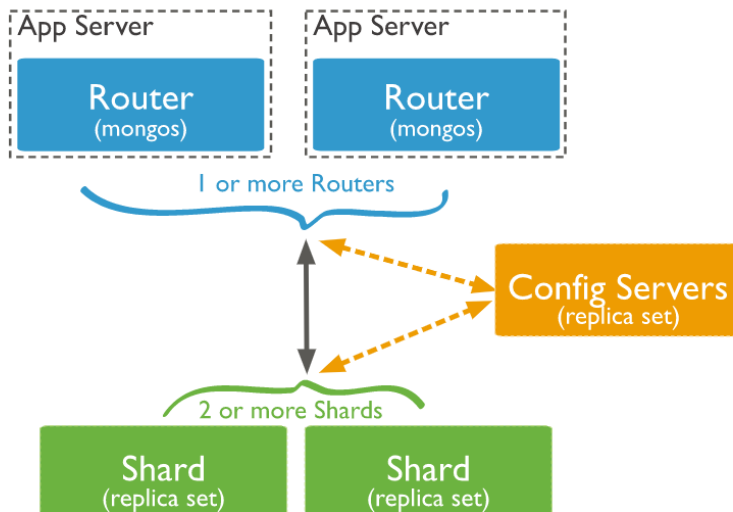 App Server
App Server
Router
(mongos)
Router
(mongos)
1 or more Routers
Config Servers
(replica set)
2 or more Shards
Shard
(replica set)
Shard
(replica set)